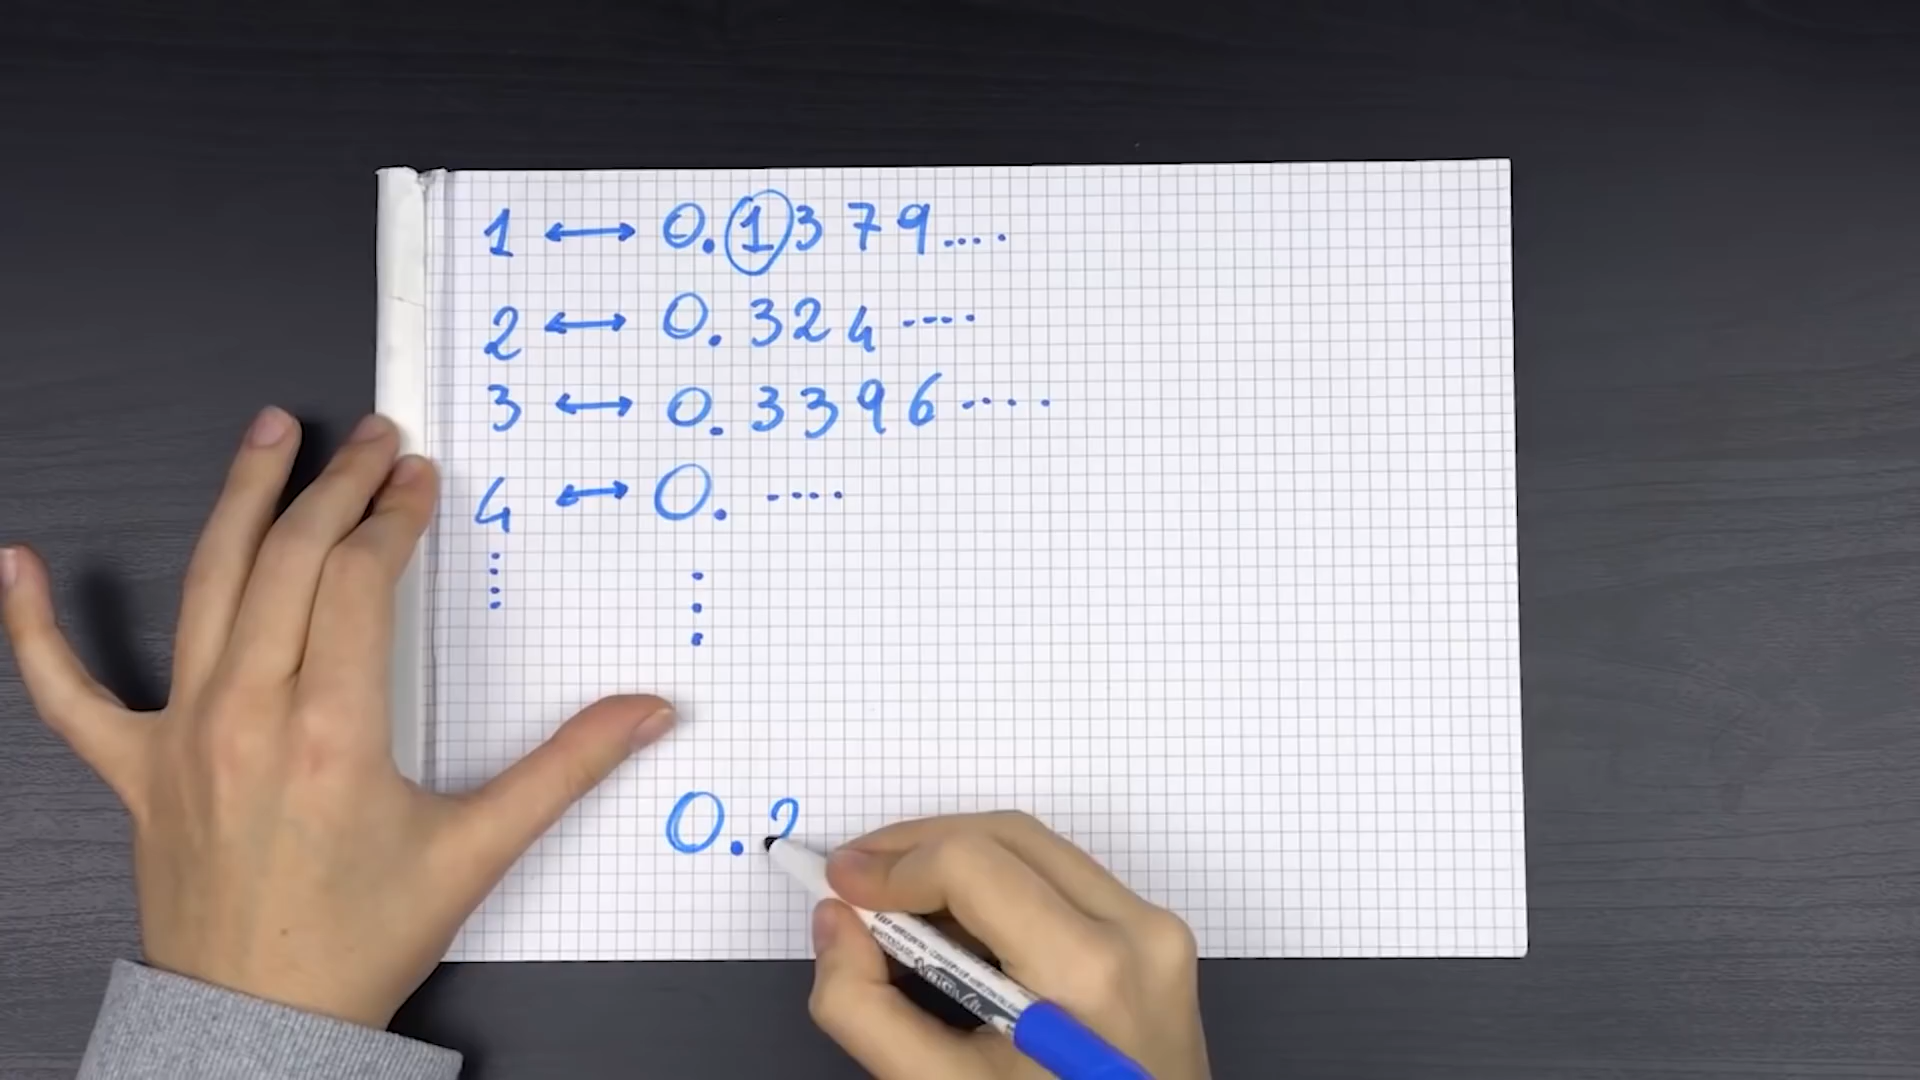 1 ↔ 0.1379....
2 ↔ 0.324....
3 ↔ 0.3396....
4 ↔ 0. ....
0.2